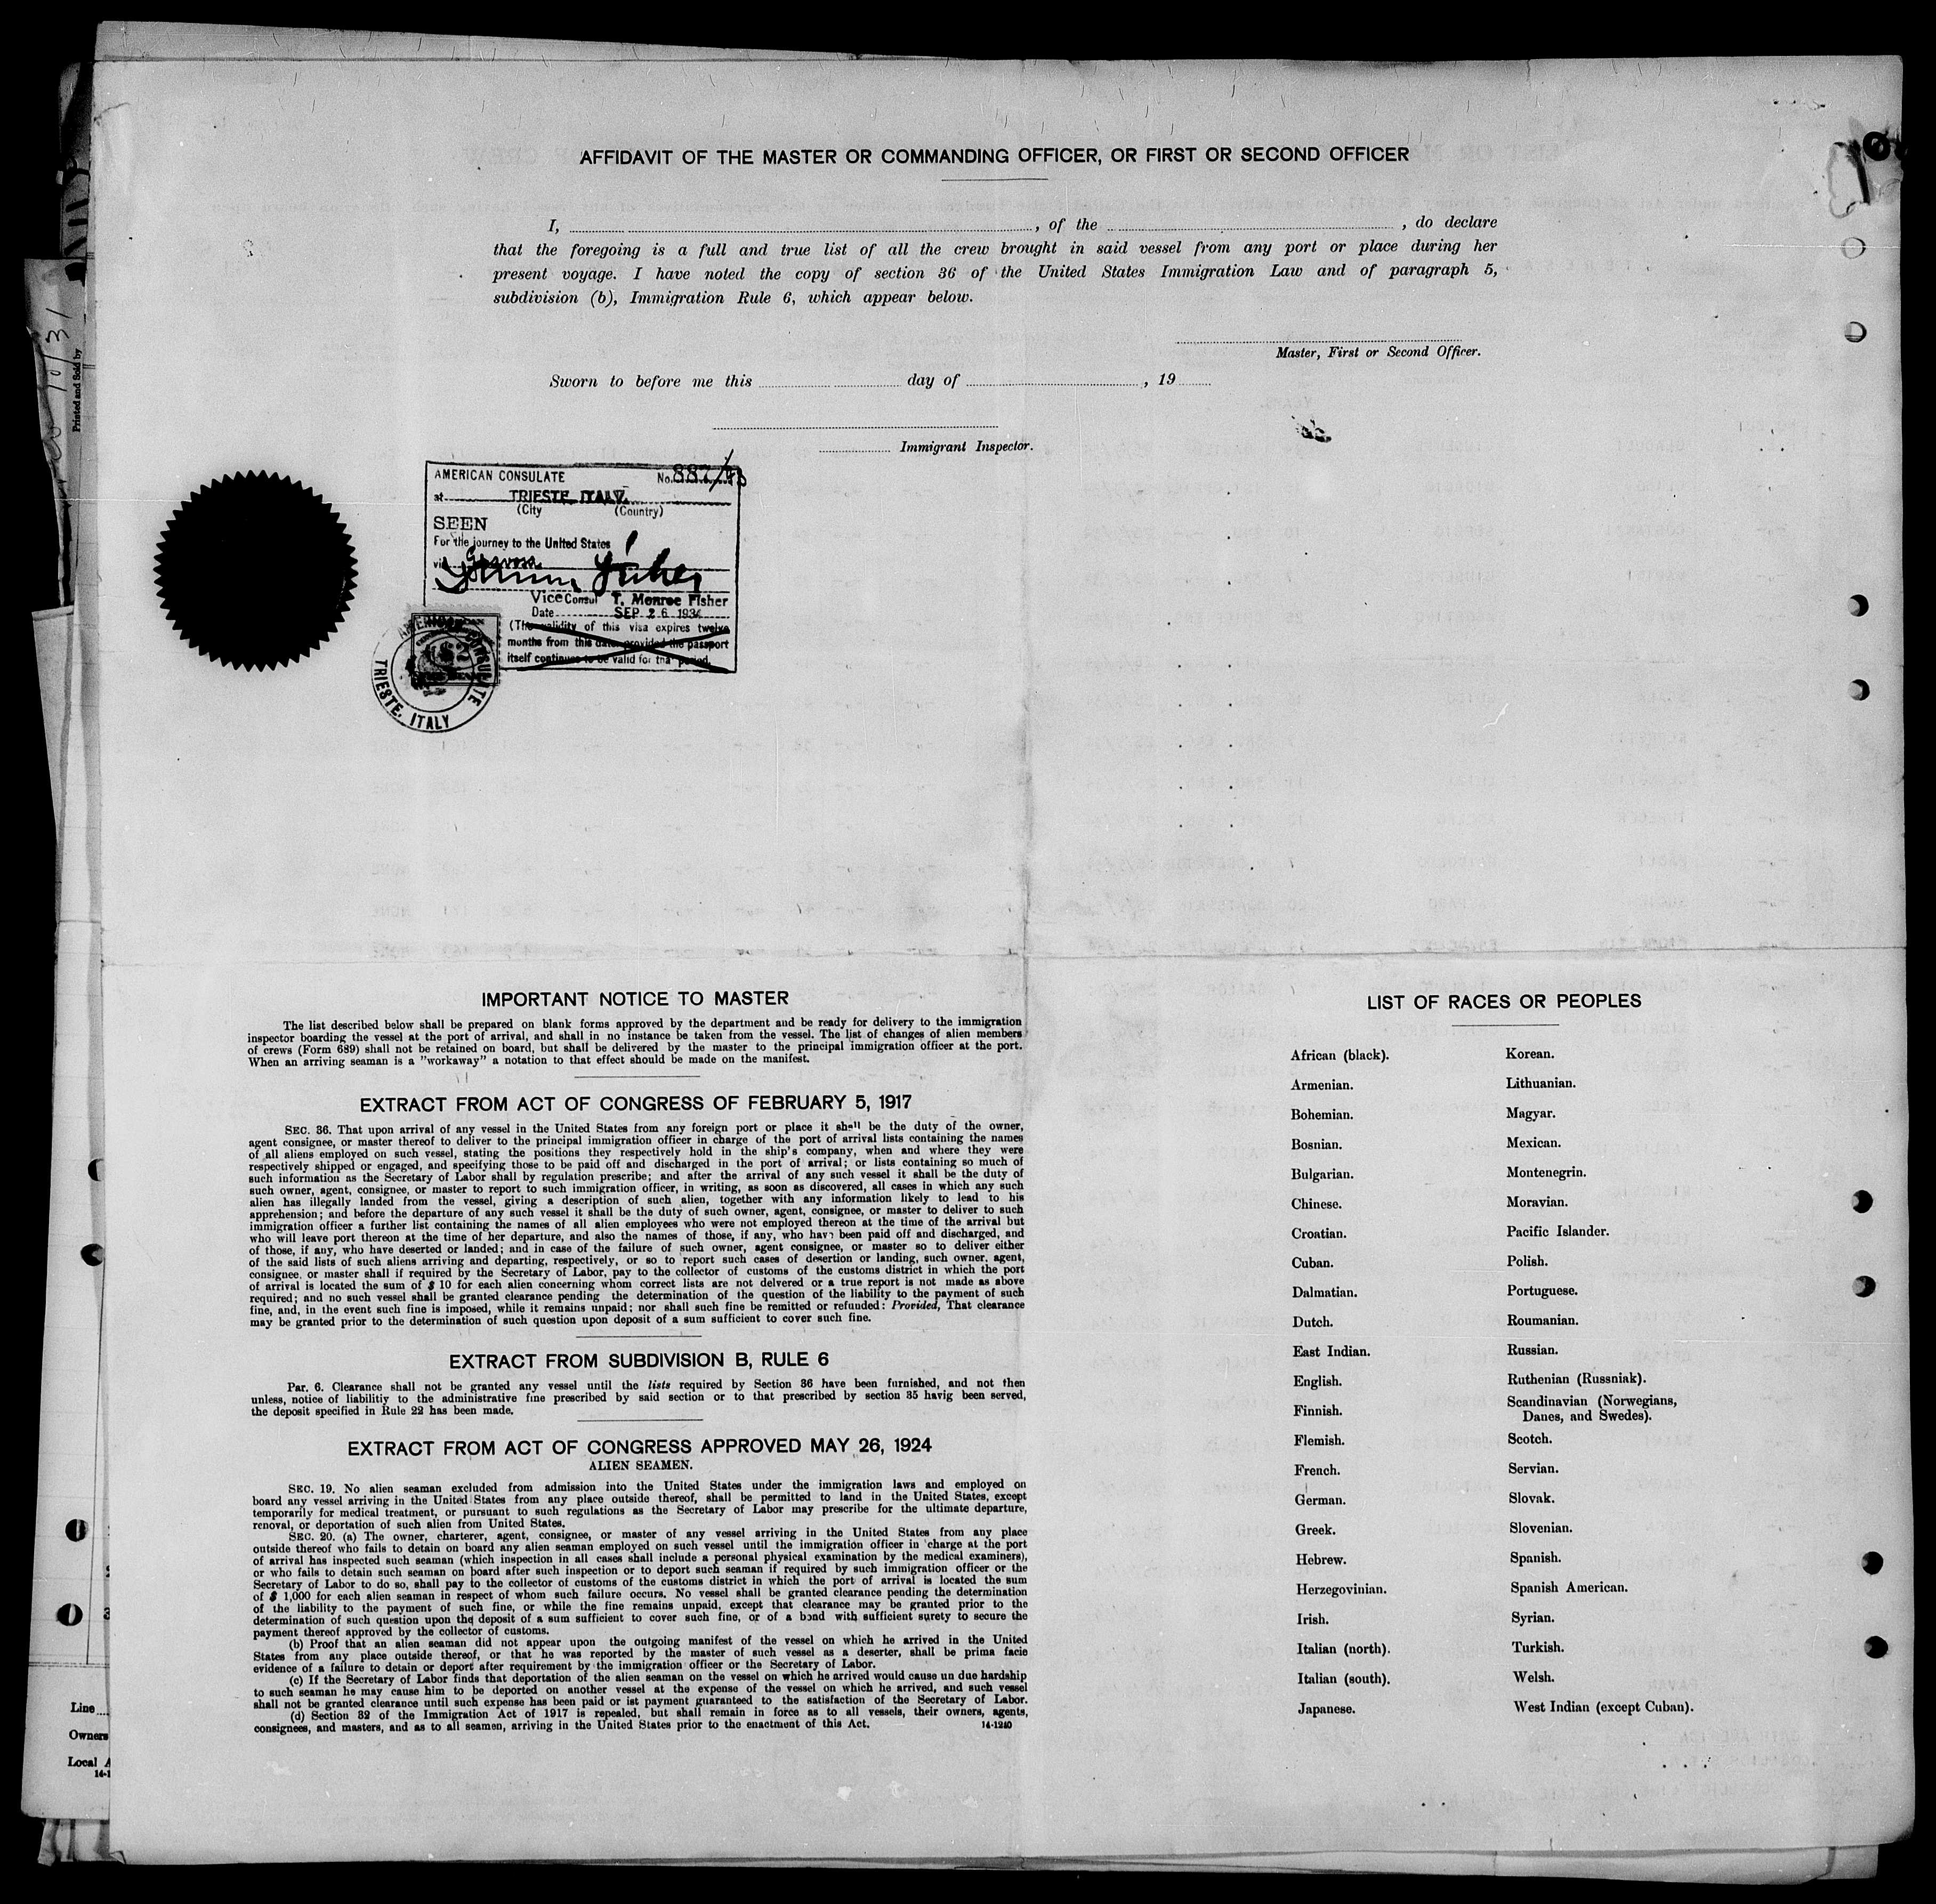 AFFIDAVIT OF THE MASTER OR COMMANDING OFFICER, OR FIRST OR SECOND OFFICER
I, , of the , do declare
that the foregoing is a full and true list of all the crew brought in said vessel from any port or place during her
present voyage. I have noted the copy of section 36 of the United States Immigration Law and of paragraph 5,
subdivision (b), Immigration Rule 6, which appear below.
Master, First or Second Officer.
Sworn to before me this day of , 19
Immigrant Inspector.
AMERICAN CONSULATE No. 887/
at TRIESTE ITALY.
(City (Country)
SEEN
For the journey to the United States
via
Vice Consul T. Monroe Fisher
Date SEP 26 1934
(The validity of this visa expires twelve
months from this date provided the passport
itself continues to be valid for that period.
AMERICAN CONSULATE
TRIESTE, ITALY
Printed and Sold by
IMPORTANT NOTICE TO MASTER
The list described below shall be prepared on blank forms approved by the department and be ready for delivery to the immigration
inspector boarding the vessel at the port of arrival, and shall in no instance be taken from the vessel. The list of changes of alien members
of crews (Form 689) shall not be retained on board, but shall be delivered by the master to the principal immigration officer at the port.
When an arriving seaman is a "workaway" a notation to that effect should be made on the manifest.
EXTRACT FROM ACT OF CONGRESS OF FEBRUARY 5, 1917
SEC. 36. That upon arrival of any vessel in the United States from any foreign port or place it shall be the duty of the owner,
agent consignee, or master thereof to deliver to the principal immigration officer in charge of the port of arrival lists containing the names
of all aliens employed on such vessel, stating the positions they respectively hold in the ship's company, when and where they were
respectively shipped or engaged, and specifying those to be paid off and discharged in the port of arrival; or lists containing so much of
such information as the Secretary of Labor shall by regulation prescribe; and after the arrival of any such vessel it shall be the duty of
such owner, agent, consignee, or master to report to such immigration officer, in writing, as soon as discovered, all cases in which any such
alien has illegally landed from the vessel, giving a description of such alien, together with any information likely to lead to his
apprehension; and before the departure of any such vessel it shall be the duty of such owner, agent, consignee, or master to deliver to such
immigration officer a further list containing the names of all alien employees who were not employed thereon at the time of the arrival but
who will leave port thereon at the time of her departure, and also the names of those, if any, who have been paid off and discharged, and
of those, if any, who have deserted or landed; and in case of the failure of such owner, agent consignee, or master so to deliver either
of the said lists of such aliens arriving and departing, respectively, or so to report such cases of desertion or landing, such owner, agent,
consignee, or master shall if required by the Secretary of Labor, pay to the collector of customs of the customs district in which the port
of arrival is located the sum of $ 10 for each alien concerning whom correct lists are not delvered or a true report is not made as above
required; and no such vessel shall be granted clearance pending the determination of the question of the liability to the payment of such
fine, and, in the event such fine is imposed, while it remains unpaid; nor shall such fine be remitted or refunded: Provided, That clearance
may be granted prior to the determination of such question upon deposit of a sum sufficient to cover such fine.
EXTRACT FROM SUBDIVISION B, RULE 6
Par. 6. Clearance shall not be granted any vessel until the lists required by Section 36 have been furnished, and not then
unless, notice of liabilitiy to the administrative fine prescribed by said section or to that prescribed by section 35 havig been served,
the deposit specified in Rule 22 has been made.
EXTRACT FROM ACT OF CONGRESS APPROVED MAY 26, 1924
ALIEN SEAMEN.
SEC. 19. No alien seaman excluded from admission into the United States under the immigration laws and employed on
board any vessel arriving in the United States from any place outside thereof, shall be permitted to land in the United States, except
temporarily for medical treatment, or pursuant to such regulations as the Secretary of Labor may prescribe for the ultimate departure,
renoval, or deportation of such alien from United States.
SEC. 20. (a) The owner, charterer, agent, consignee, or master of any vessel arriving in the United States from any place
outside thereof who fails to detain on board any alien seaman employed on such vessel until the immigration officer in charge at the port
of arrival has inspected such seaman (which inspection in all cases shall include a personal physical examination by the medical examiners),
or who fails to detain such seaman on board after such inspection or to deport such seaman if required by such immigration officer or the
Secretary of Labor to do so, shall pay to the collector of customs of the customs district in which the port of arrival is located the sum
of $ 1,000 for each alien seaman in respect of whom such failure occurs. No vessel shall be granted clearance pending the determination
of the liability to the payment of such fine, or while the fine remains unpaid, except that clearance may be granted prior to the
determination of such question upon the deposit of a sum sufficient to cover such fine, or of a bond with sufficient surety to secure the
payment thereof approved by the collector of customs.
(b) Proof that an alien seaman did not appear upon the outgoing manifest of the vessel on which he arrived in the United
States from any place outside thereof, or that he was reported by the master of such vessel as a deserter, shall be prima facie
evidence of a failure to detain or deport after requirement by the immigration officer or the Secretary of Labor.
(c) If the Secretary of Labor finds that deportation of the alien seaman on the vessel on which he arrived would cause un due hardship
to such seaman he may cause him to be deported on another vessel at the expense of the vessel on which he arrived, and such vessel
shall not be granted clearance until such expense has been paid or ist payment guaranteed to the satisfaction of the Secretary of Labor.
(d) Section 32 of the Immigration Act of 1917 is repealed, but shall remain in force as to all vessels, their owners, agents,
consignees, and masters, and as to all seamen, arriving in the United States prior to the enactment of this Act. 14-1240
LIST OF RACES OR PEOPLES
African (black). Korean.
Armenian. Lithuanian.
Bohemian. Magyar.
Bosnian. Mexican.
Bulgarian. Montenegrin.
Chinese. Moravian.
Croatian. Pacific Islander.
Cuban. Polish.
Dalmatian. Portuguese.
Dutch. Roumanian.
East Indian. Russian.
English. Ruthenian (Russniak).
Finnish. Scandinavian (Norwegians,
Danes, and Swedes).
Flemish. Scotch.
French. Servian.
German. Slovak.
Greek. Slovenian.
Hebrew. Spanish.
Herzegovinian. Spanish American.
Irish. Syrian.
Italian (north). Turkish.
Italian (south). Welsh.
Japanese. West Indian (except Cuban).
Line
Owners
Local A
14-1